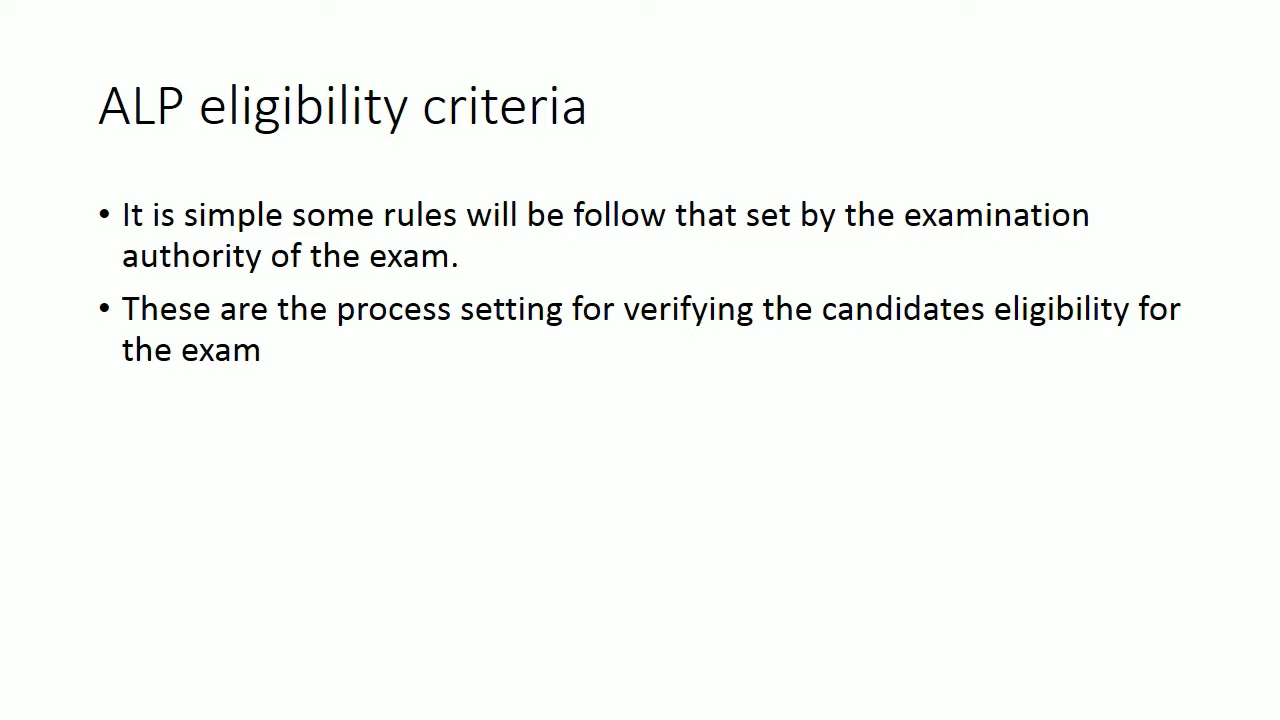 ALP eligibility criteria
• It is simple some rules will be follow that set by the examination
authority of the exam.
• These are the process setting for verifying the candidates eligibility for
the exam